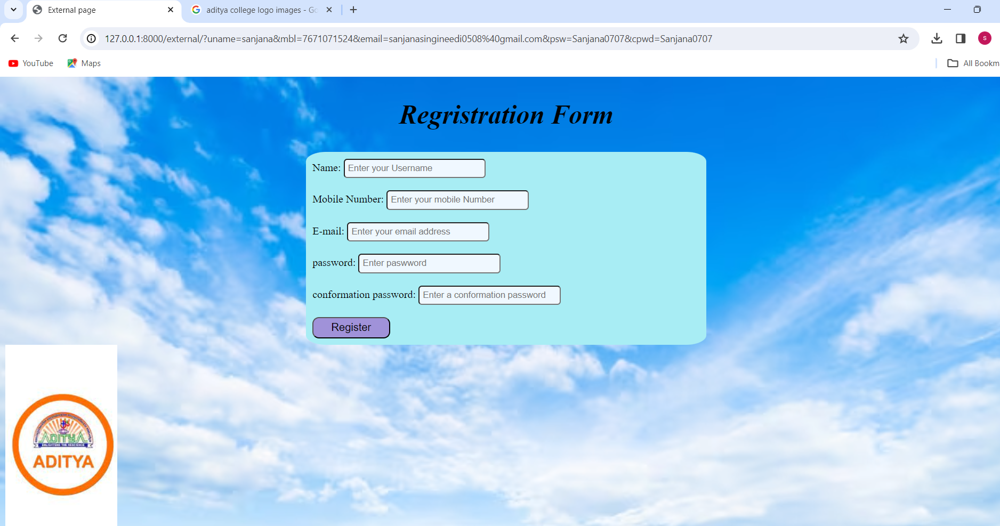 External page
aditya college logo images - Go
127.0.0.1:8000/external/?uname=sanjana&mbl=7671071524&email=sanjanasingineedi0508%40gmail.com&psw=Sanjana0707&cpwd=Sanjana0707
S
YouTube
Maps
All Bookm
Regristration Form
Name: Enter your Username
Mobile Number: Enter your mobile Number
E-mail: Enter your email address
password: Enter paswword
conformation password: Enter a conformation password
Register
ADITYA
ENLIGHTENS THE NESCIENCE
ADITYA